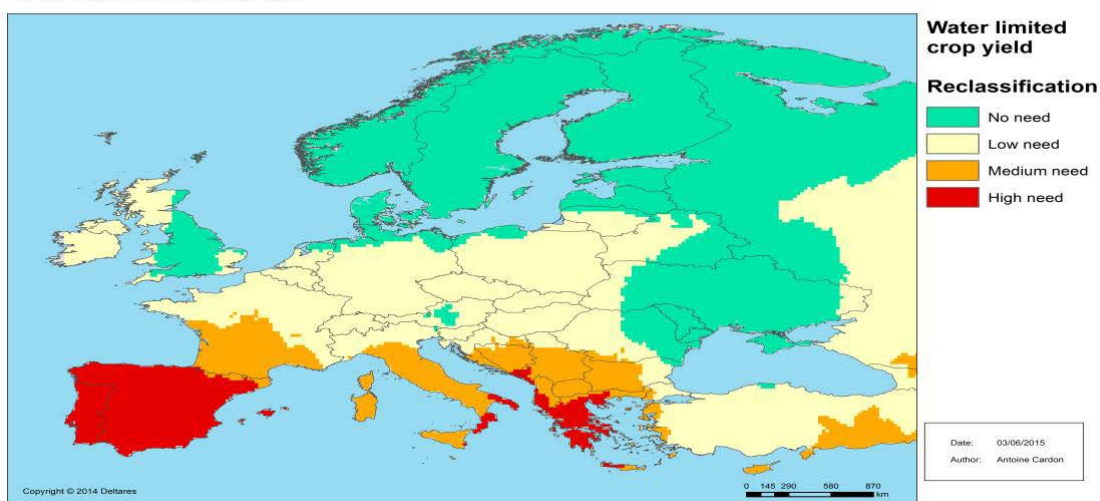 Water limited
crop yield
Reclassification
No need
Low need
Medium need
High need
Date: 03/06/2015
Author: Antoine Cardon
0 145 290 580 870
km
Copyright © 2014 Deltares